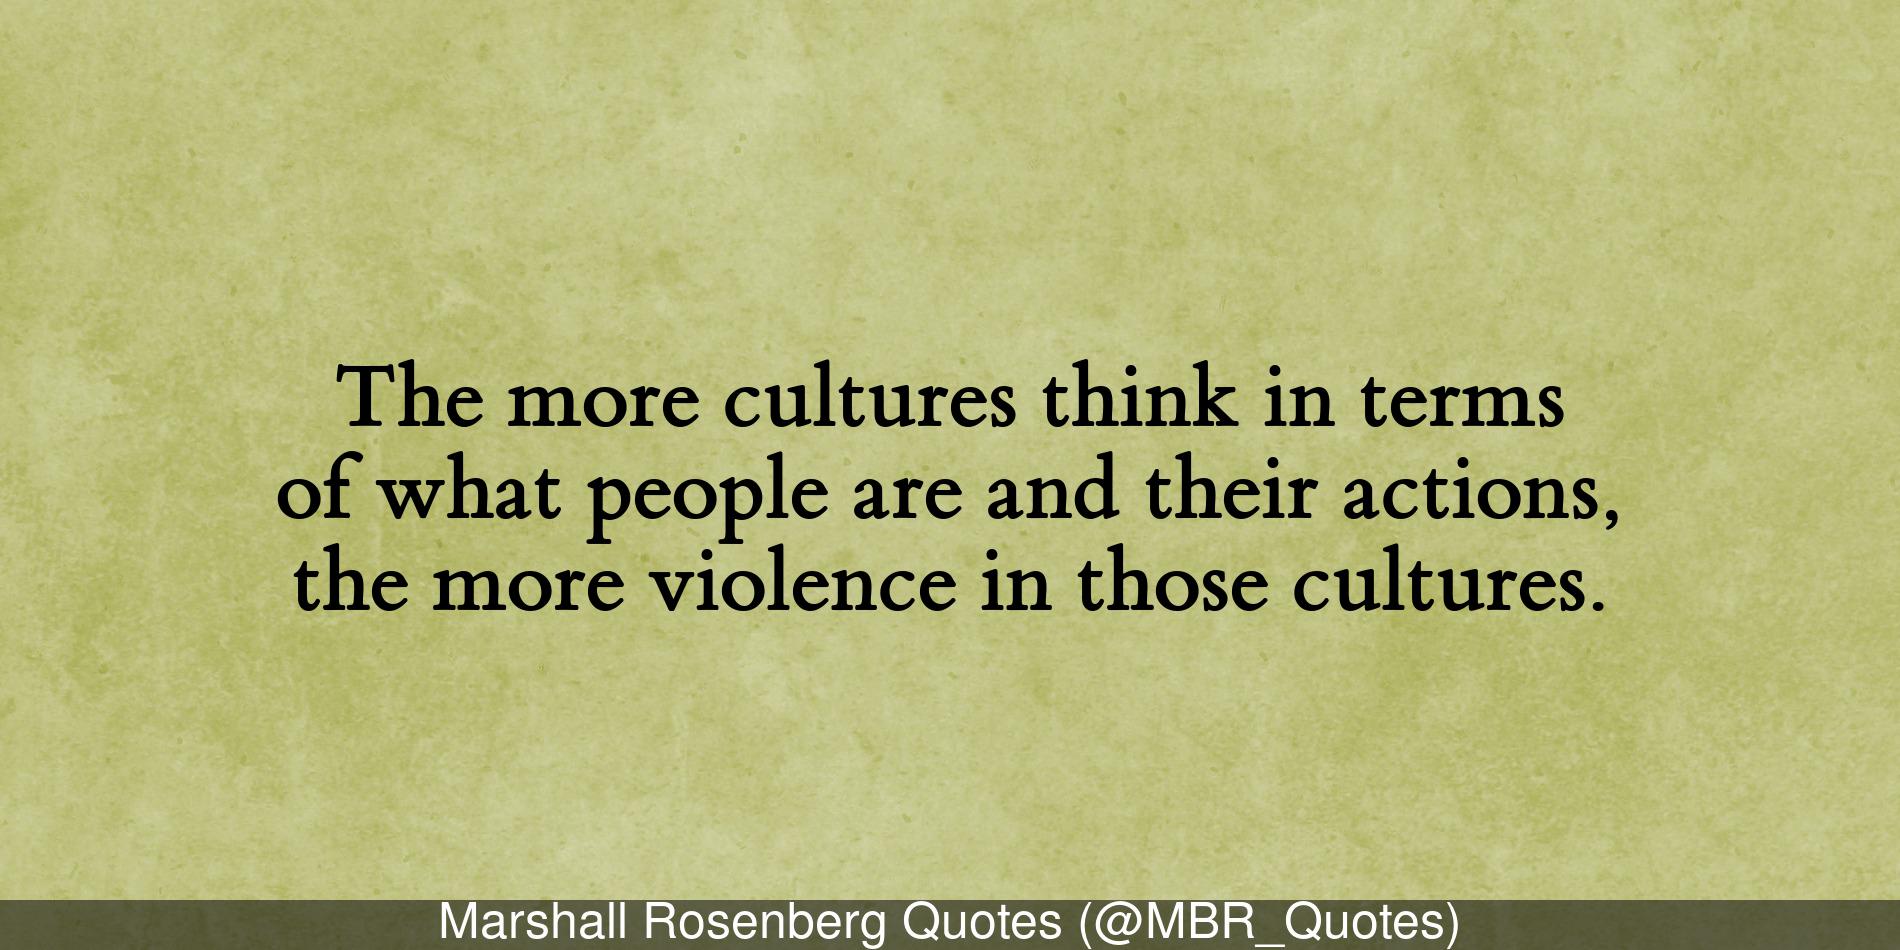 The more cultures think in terms
of what people are and their actions,
the more violence in those cultures.
Marshall Rosenberg Quotes (@MBR_Quotes)